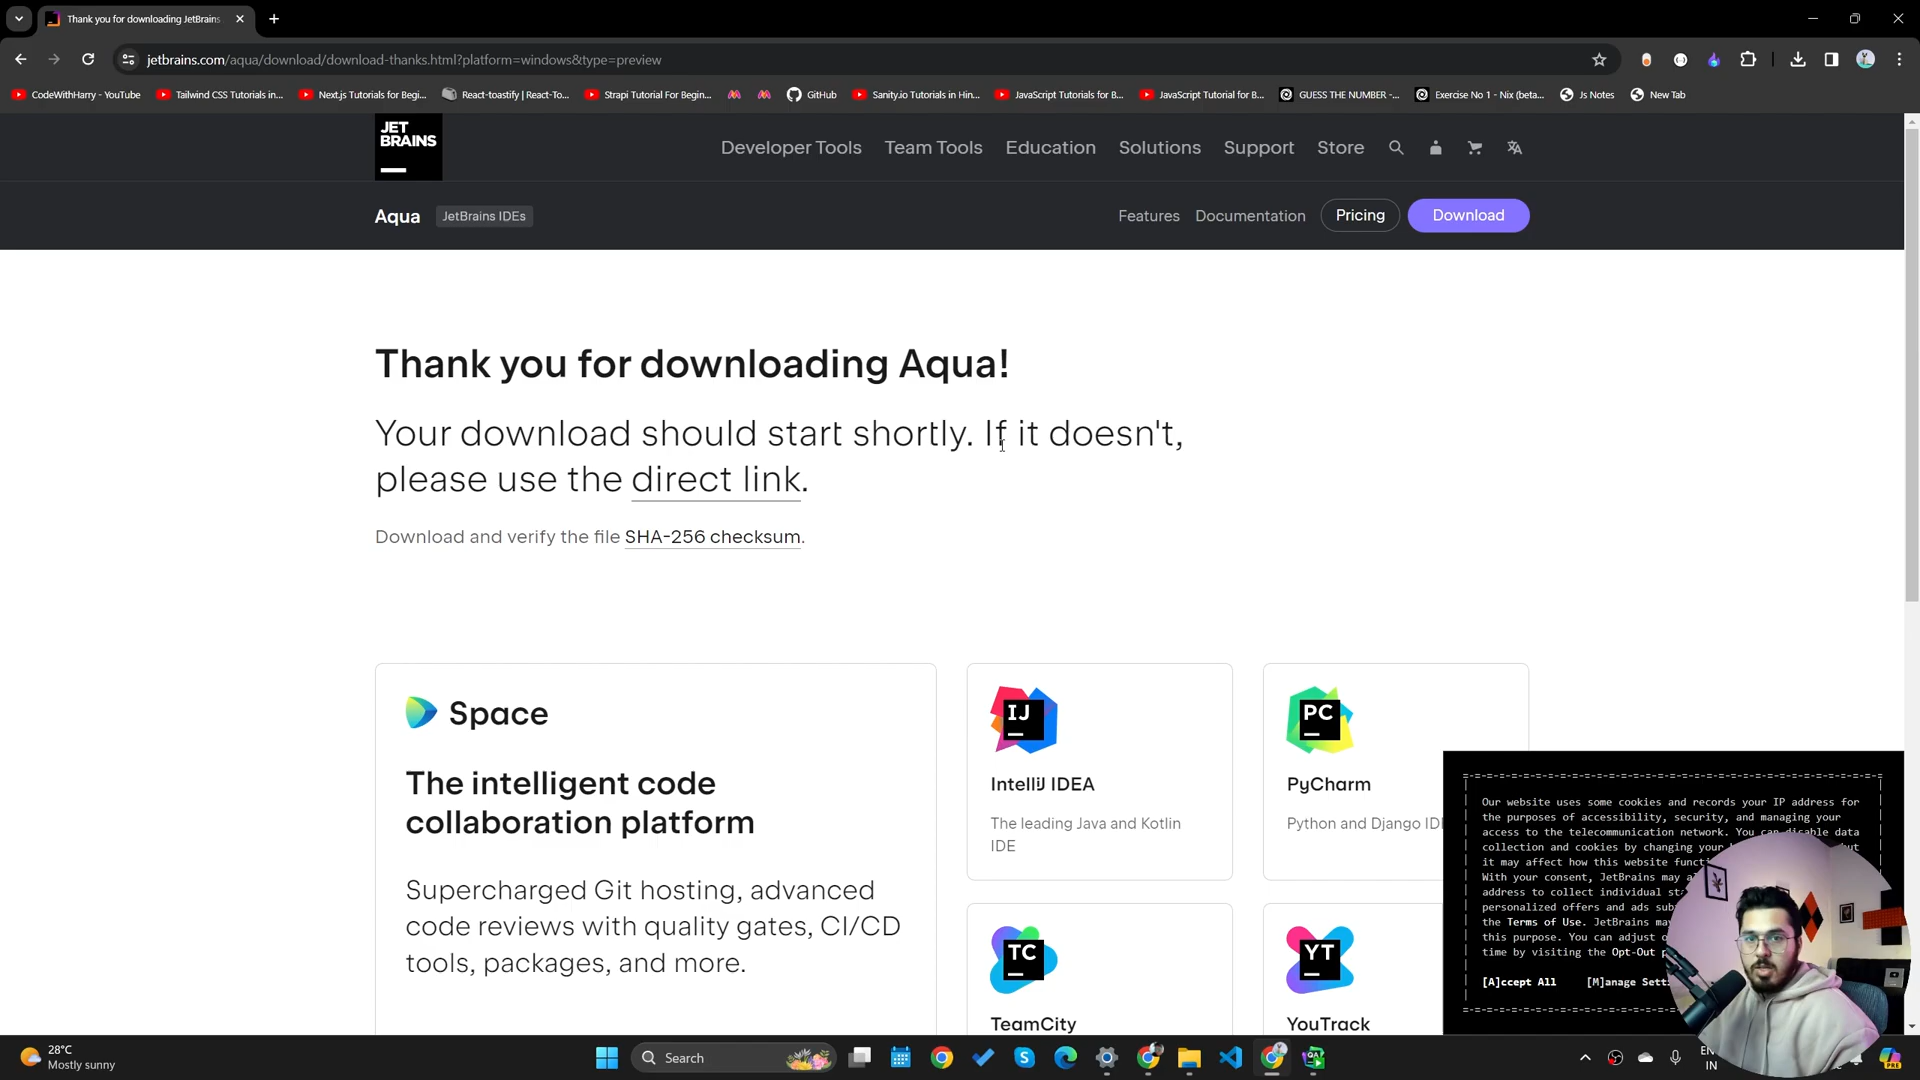 Thank you for downloading JetBrains
jetbrains.com/aqua/download/download-thanks.html?platform=windows&type=preview
CodeWithHarry - YouTube
Tailwind CSS Tutorials in...
Next.js Tutorials for Begi...
React-toastify | React-To...
Strapi Tutorial For Begin...
GitHub
Sanity.io Tutorials in Hin...
JavaScript Tutorials for B...
JavaScript Tutorial for B...
GUESS THE NUMBER -...
Exercise No 1 - Nix (beta...
Js Notes
New Tab
JET
BRAINS
Developer Tools
Team Tools
Education
Solutions
Support
Store
Aqua
JetBrains IDEs
Features
Documentation
Pricing
Download
Thank you for downloading Aqua!
Your download should start shortly. If it doesn't,
please use the direct link.
Download and verify the file SHA-256 checksum.
Space
The intelligent code
collaboration platform
Supercharged Git hosting, advanced
code reviews with quality gates, CI/CD
tools, packages, and more.
IJ
IntelliJ IDEA
The leading Java and Kotlin
IDE
PC
PyCharm
Python and Django
TC
TeamCity
YT
YouTrack
Our website uses some cookies and records your IP address for
the purposes of accessibility, security, and managing your
access to the telecommunication network. You can disable data
collection and cookies by changing your
it may affect how this website
With your consent, JetBrains may
address to collect individual
personalized offers and ads
the Terms of Use. JetBrains may
this purpose. You can adjust
time by visiting the Opt-Out
[A]ccept All
[M]anage
28°C
Mostly sunny
Search
IN